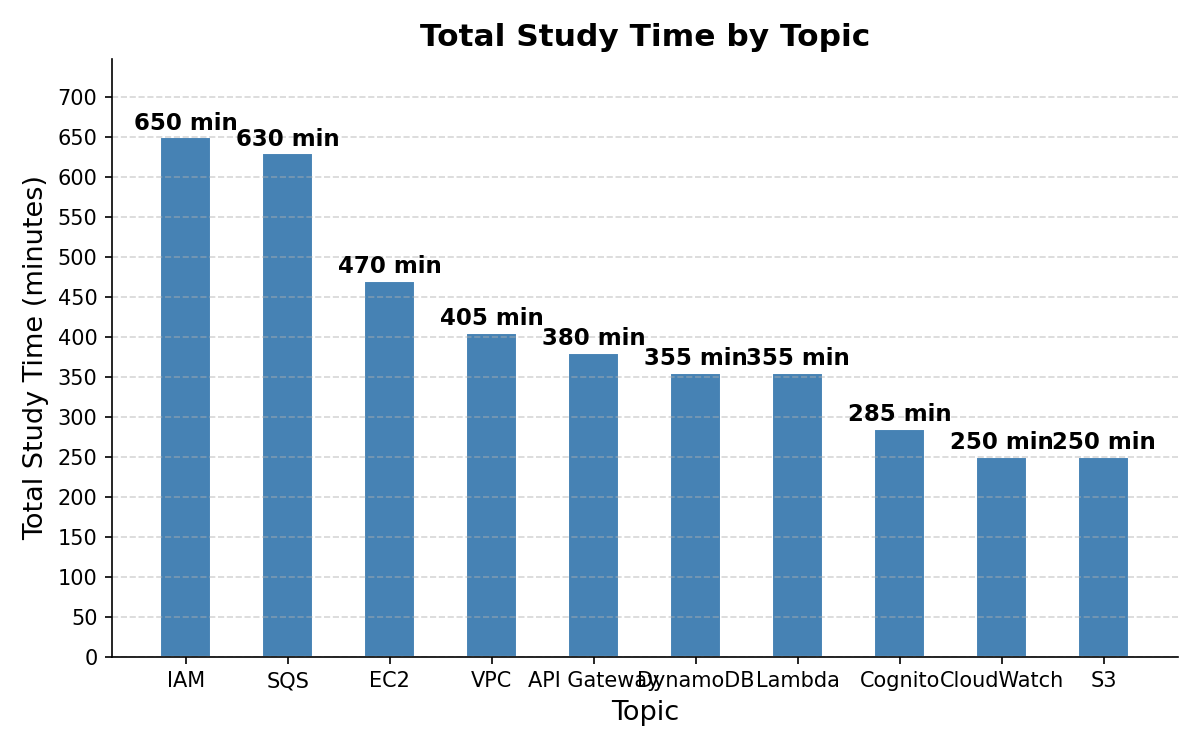 Total Study Time by Topic
Total Study Time (minutes)
700
650
600
550
500
450
400
350
300
250
200
150
100
50
0
650 min
630 min
470 min
405 min
380 min
355 min
355 min
285 min
250 min
250 min
IAM
SQS
EC2
VPC
API Gateway
DynamoDB
Lambda
Cognito
CloudWatch
S3
Topic